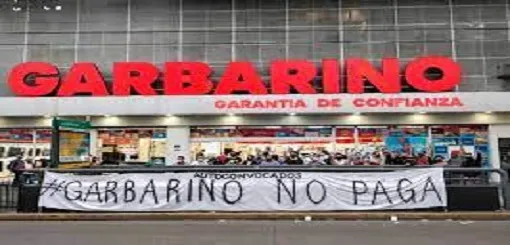 GARBARINO
GARANTIA DE CONFIANZA
AUTOCONVOCADOS
#GARBARINO NO PAGA